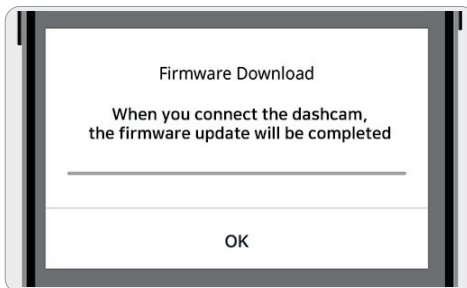 Firmware Download
When you connect the dashcam,
the firmware update will be completed
OK